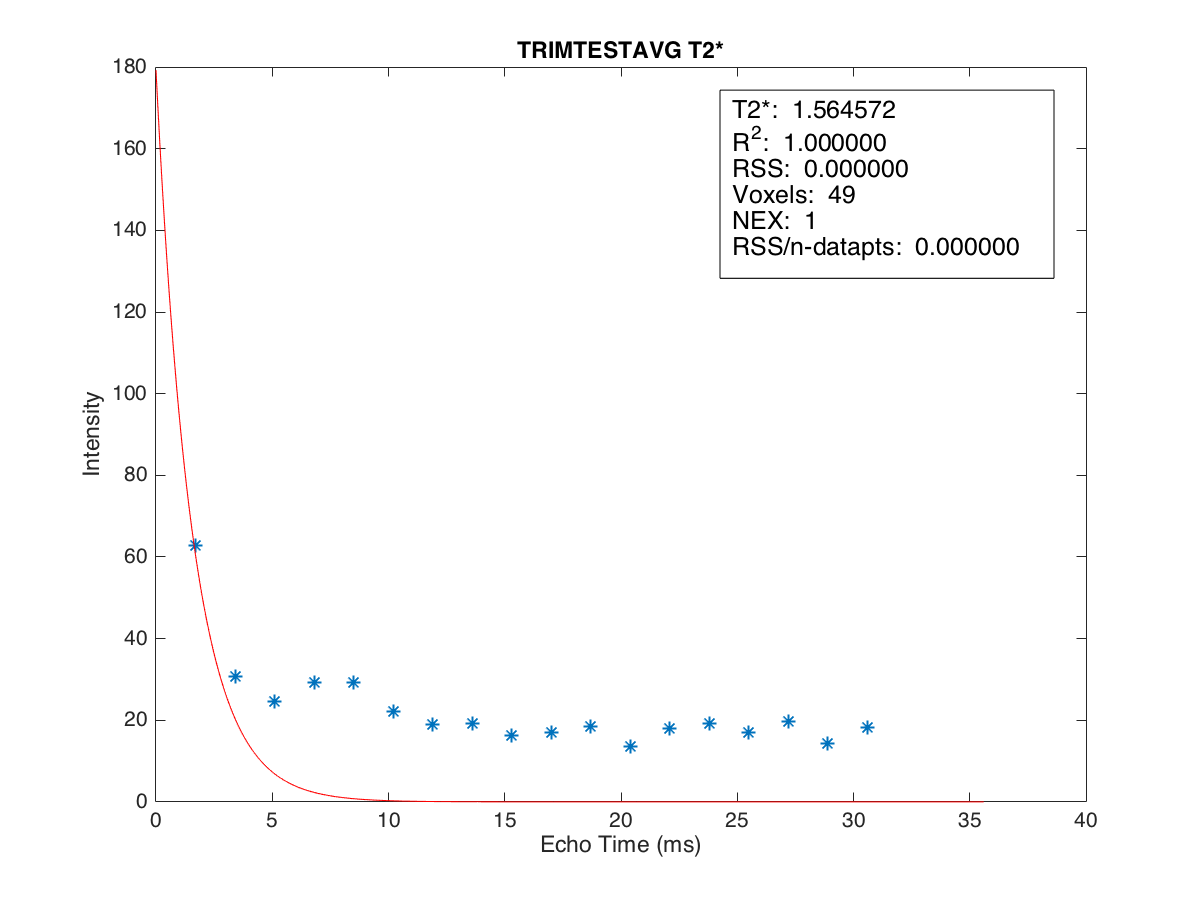 TRIMTESTAVG T2*
T2*: 1.564572
R2: 1.000000
RSS: 0.000000
Voxels: 49
NEX: 1
RSS/n-datapts: 0.000000
Intensity
180
160
140
120
100
80
60
40
20
0
0 5 10 15 20 25 30 35 40
Echo Time (ms)